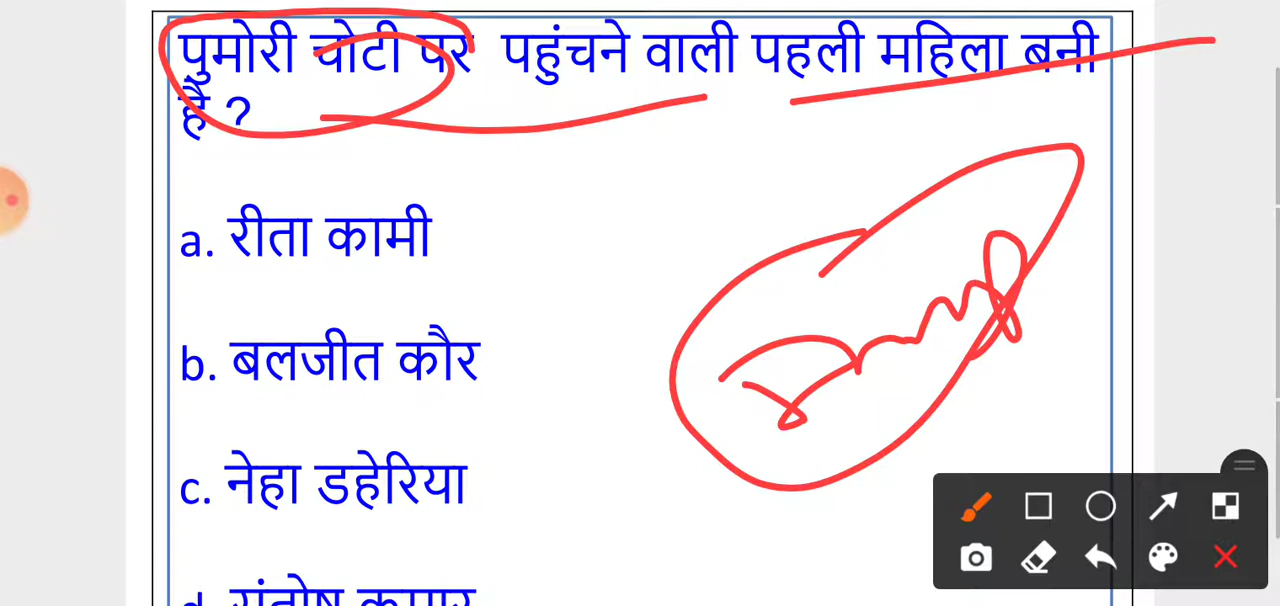 पुमोरी चोटी पर पहुंचने वाली पहली महिला बनी
है ?
a. रीता कामी
b. बलजीत कौर
c. नेहा डहेरिया